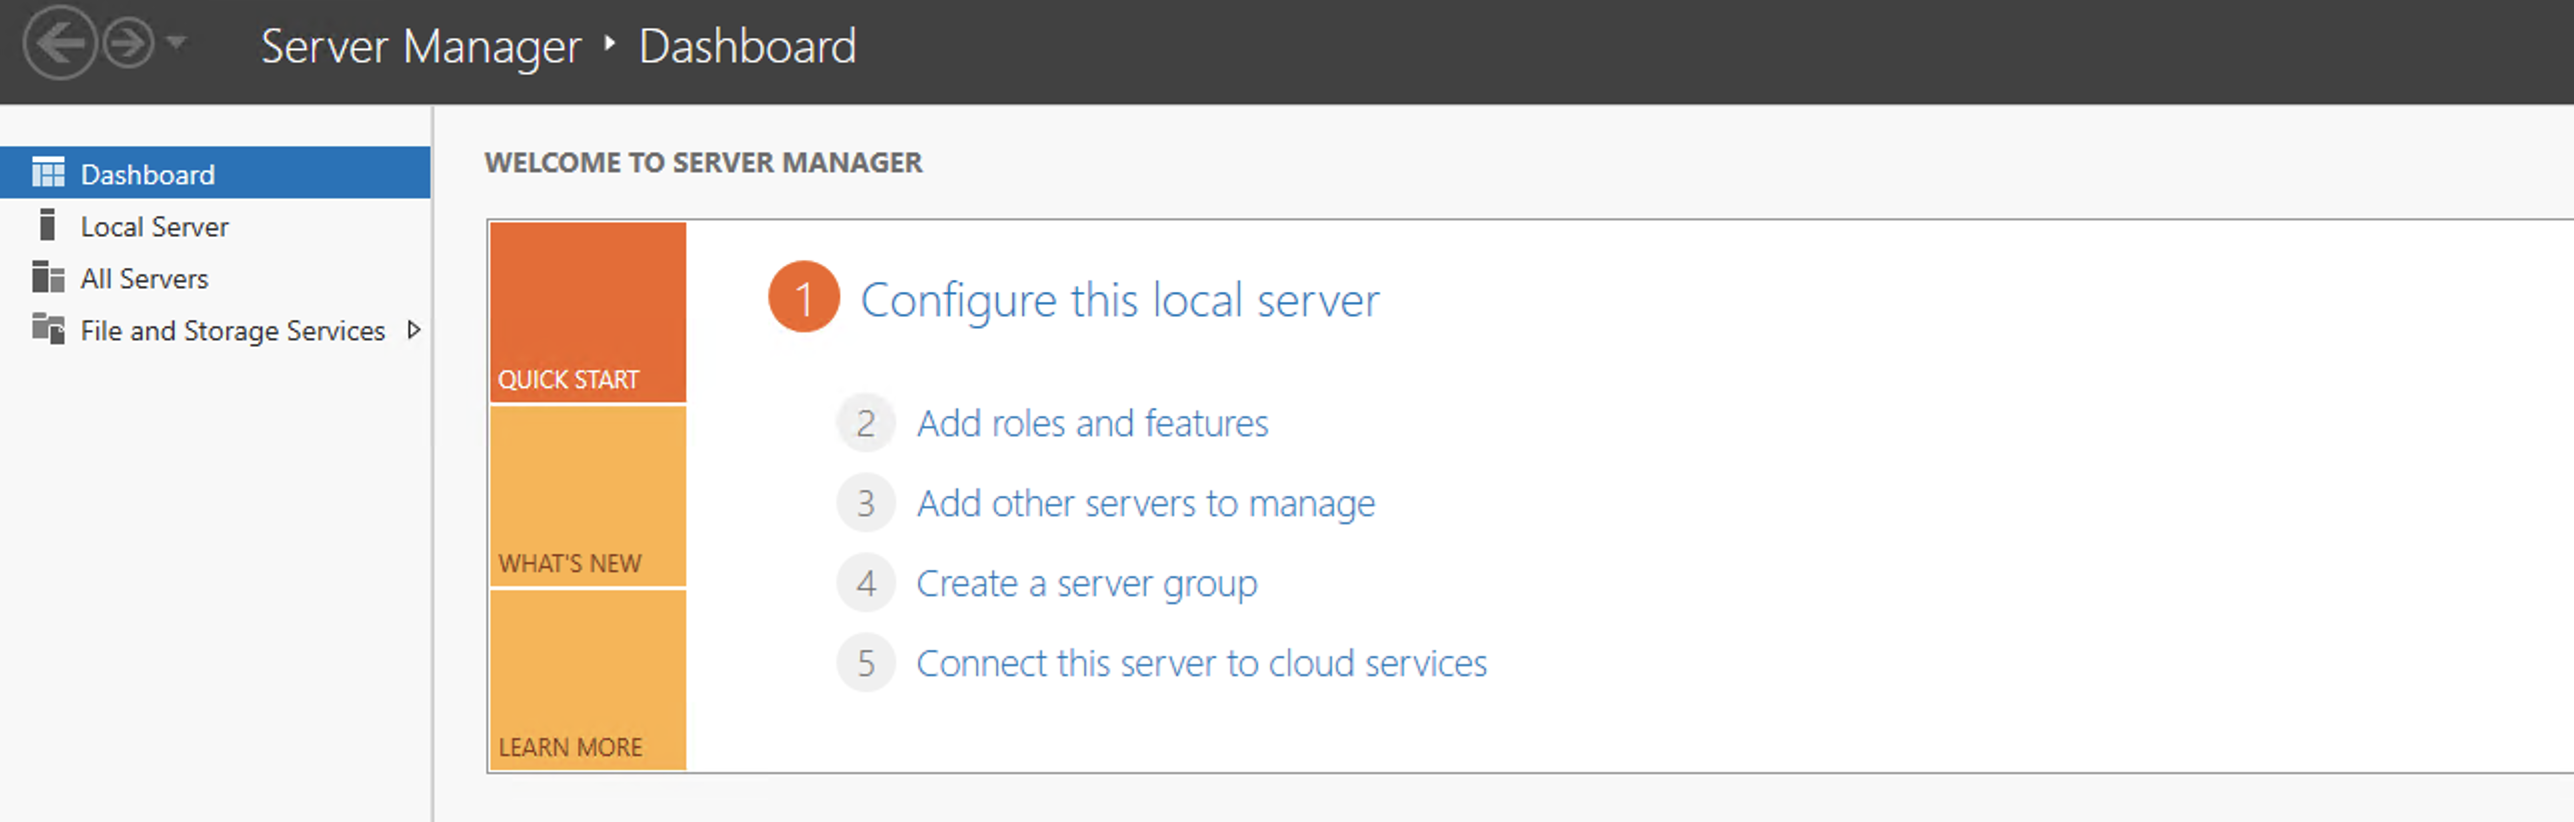 Server Manager ‣ Dashboard
Dashboard
Local Server
All Servers
File and Storage Services
WELCOME TO SERVER MANAGER
QUICK START
WHAT'S NEW
LEARN MORE
1 Configure this local server
2 Add roles and features
3 Add other servers to manage
4 Create a server group
5 Connect this server to cloud services